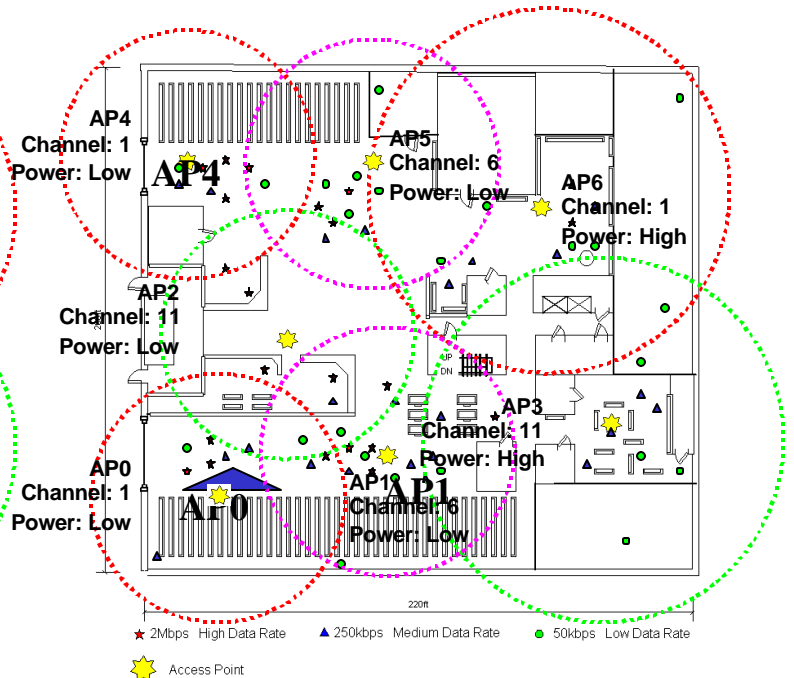 AP4
Channel: 1
Power: Low
AP4
AP5
Channel: 6
Power: Low
AP6
Channel: 1
Power: High
AP2
Channel: 11
Power: Low
UP
DN
AP3
Channel: 11
Power: High
AP0
Channel: 1
Power: Low
AP0
AP1
Channel: 6
Power: Low
AP1
220ft
2Mbps High Data Rate
250kbps Medium Data Rate
50kbps Low Data Rate
Access Point